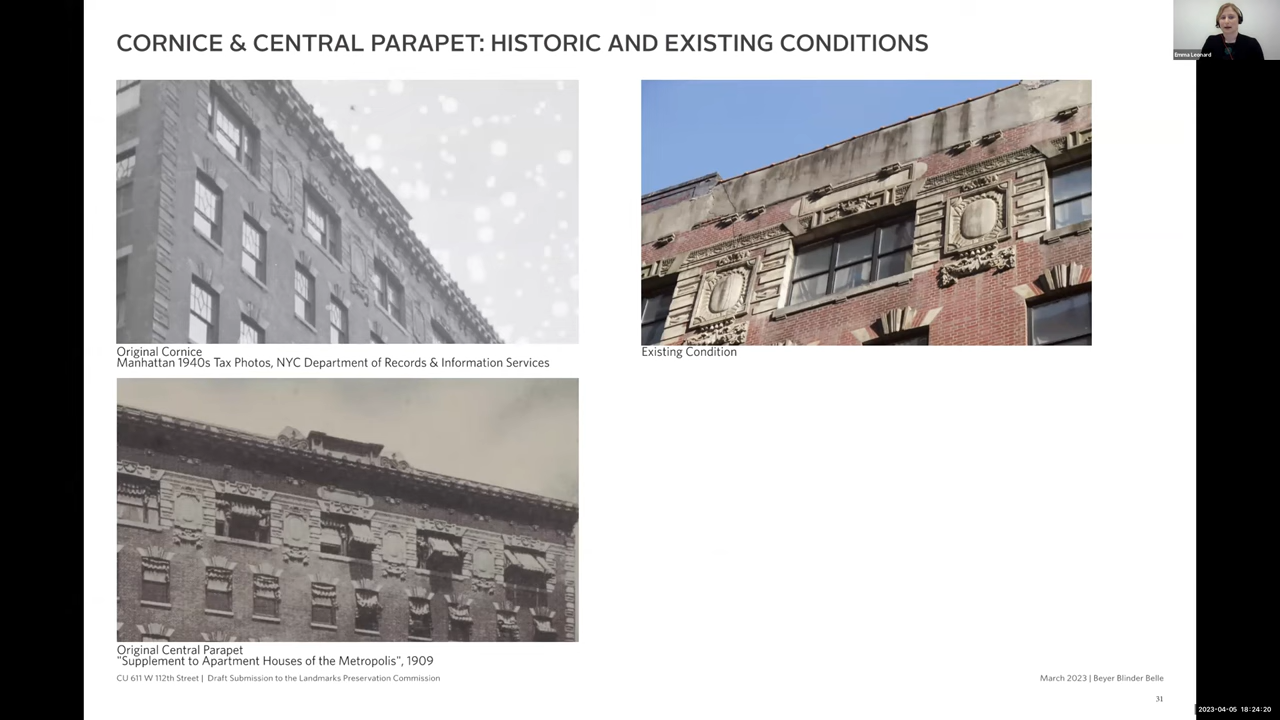 CORNICE & CENTRAL PARAPET: HISTORIC AND EXISTING CONDITIONS
Emma Leonard
Original Cornice
Manhattan 1940s Tax Photos, NYC Department of Records & Information Services
Existing Condition
Original Central Parapet
"Supplement to Apartment Houses of the Metropolis", 1909
CU 611 W 112th Street | Draft Submission to the Landmarks Preservation Commission
March 2023 | Beyer Blinder Belle
31
2023-04-05 18:24:20